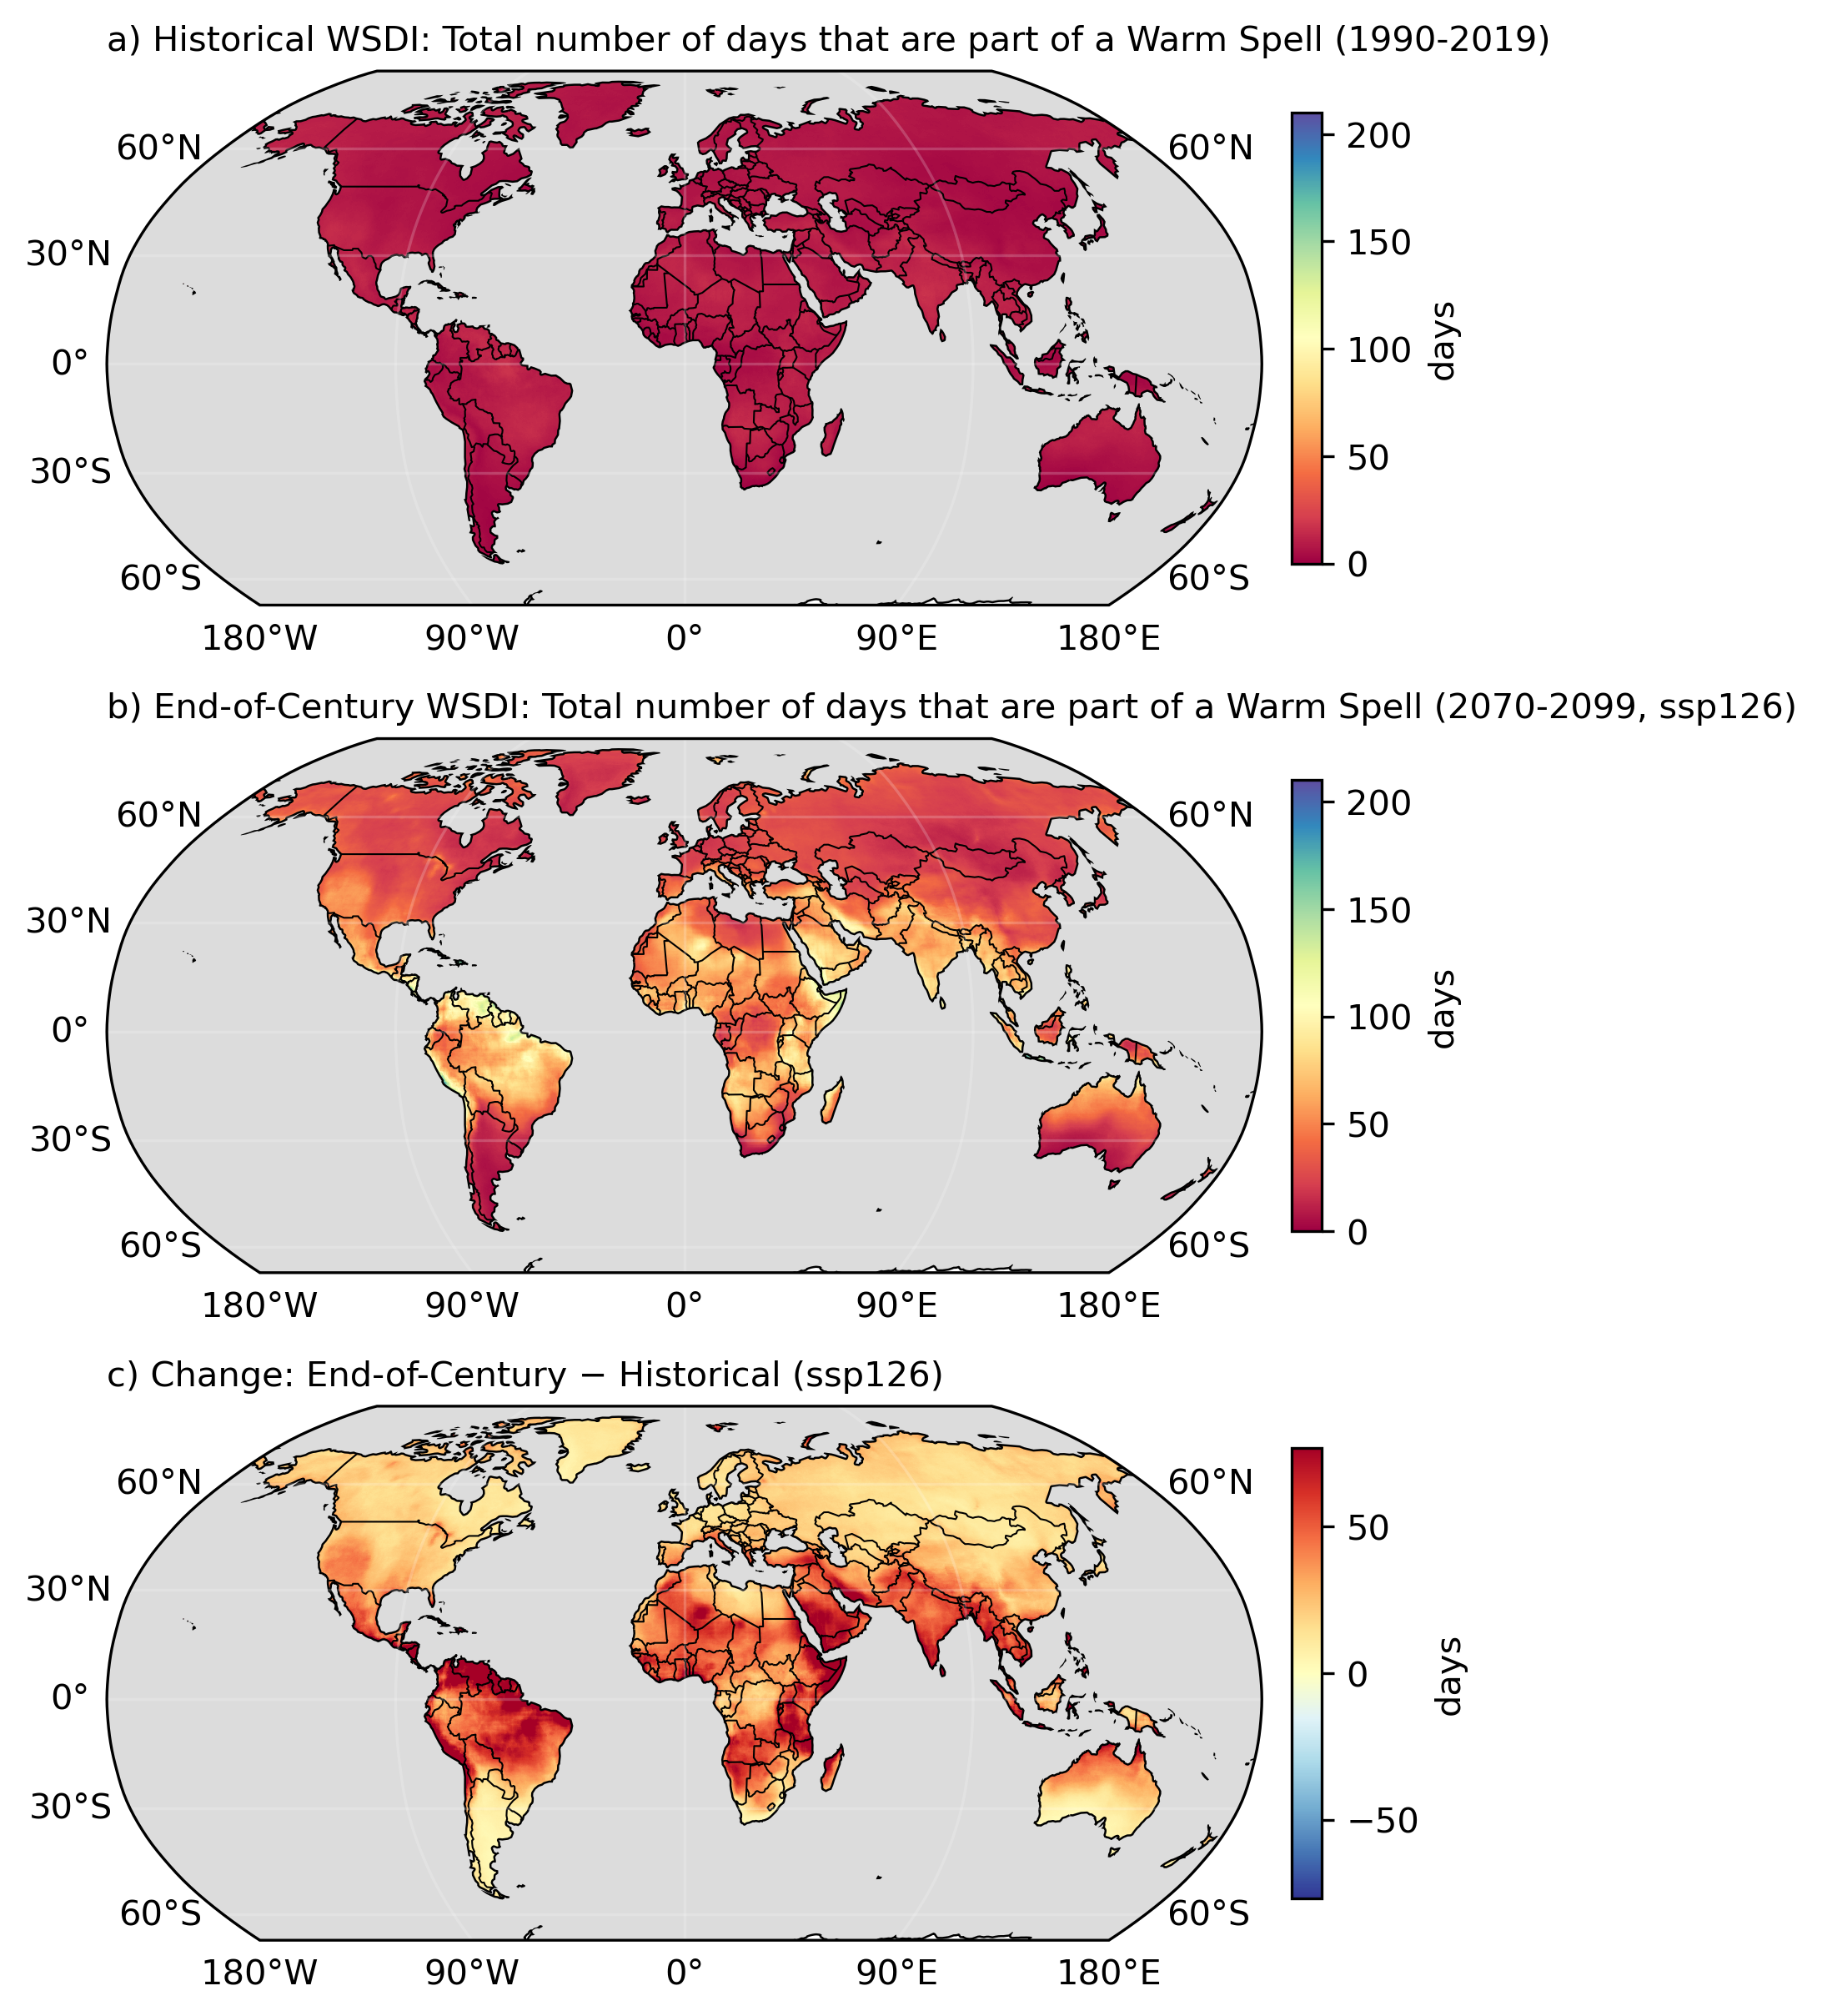 a) Historical WSDI: Total number of days that are part of a Warm Spell (1990-2019)
60°N 60°N
30°N
0°
30°S
60°S 60°S
180°W 90°W 0° 90°E 180°E
200
150
100
50
0
days
b) End-of-Century WSDI: Total number of days that are part of a Warm Spell (2070-2099, ssp126)
60°N 60°N
30°N
0°
30°S
60°S 60°S
180°W 90°W 0° 90°E 180°E
200
150
100
50
0
days
c) Change: End-of-Century − Historical (ssp126)
60°N 60°N
30°N
0°
30°S
60°S 60°S
180°W 90°W 0° 90°E 180°E
50
0
−50
days